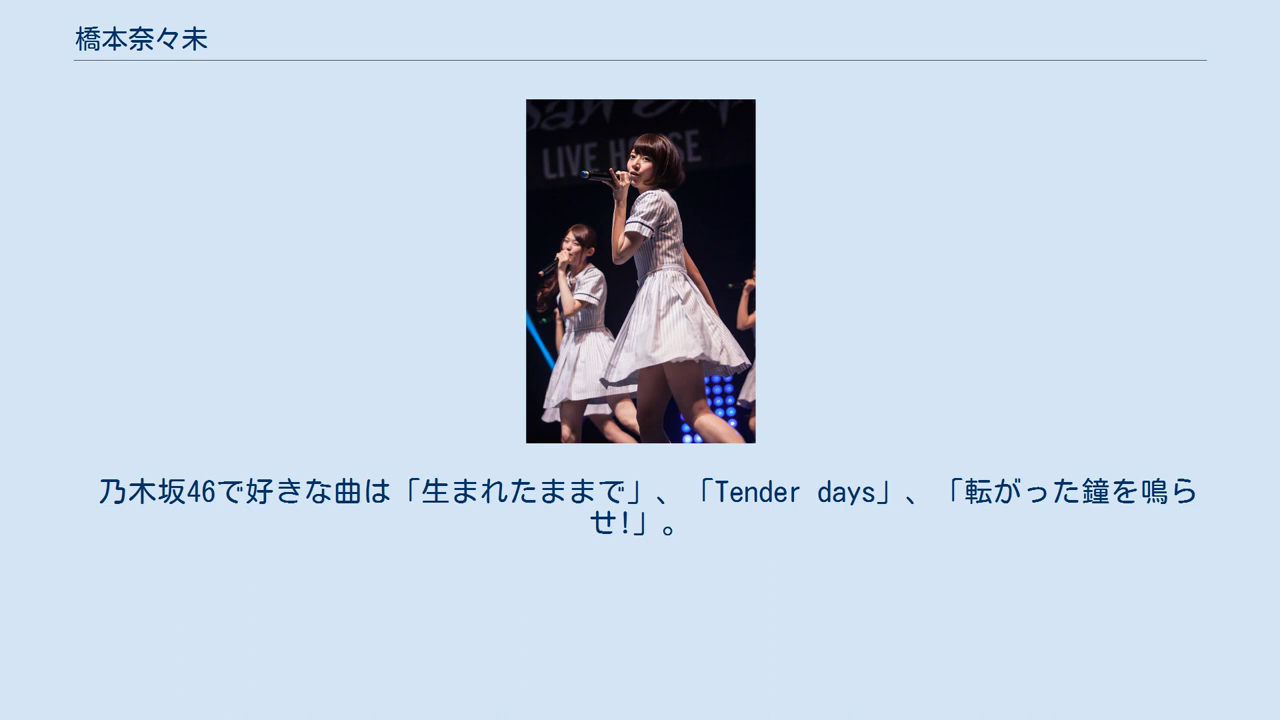 橋本奈々未
LIVE HOUSE
乃木坂46で好きな曲は「生まれたままで」、「Tender days」、「転がった鐘を鳴ら
せ!」。